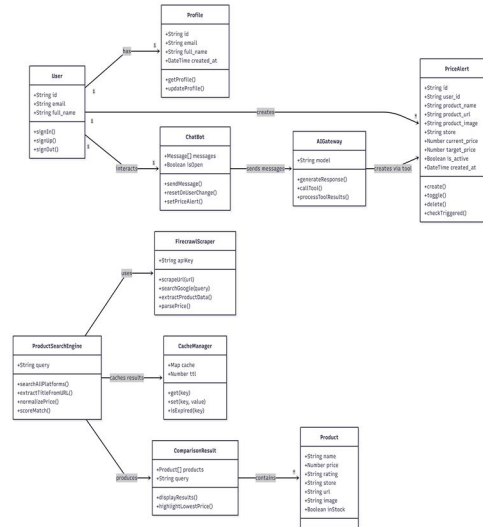 Profile
+String id
+String email
+String full_name
+DateTime created_at
+getProfile()
+updateProfile()
has
User
+String id
+String email
+String full_name
+signIn()
+signUp()
+signOut()
creates
interacts
ChatBot
+Message[] messages
+Boolean isOpen
+sendMessage()
+resetOnUserChange()
+setPriceAlert()
sends messages
AIGateway
+String model
+generateResponse()
+callTool()
+processToolResults()
creates via tool
PriceAlert
+String id
+String user_id
+String product_name
+String product_url
+String product_image
+String store
+Number current_price
+Number target_price
+Boolean is_active
+DateTime created_at
+create()
+toggle()
+delete()
+checkTriggered()
FirecrawlScraper
+String apiKey
+scrapeUrl(url)
+searchGoogle(query)
+extractProductData()
+parsePrice()
uses
ProductSearchEngine
+String query
+searchAllPlatforms()
+extractTitleFromURL()
+normalizePrice()
+scoreMatch()
caches results
CacheManager
+Map cache
+Number ttl
+get(key)
+set(key, value)
+isExpired(key)
produces
ComparisonResult
+Product[] products
+String query
+displayResults()
+highlightLowestPrice()
contains
Product
+String name
+Number price
+String rating
+String store
+String url
+String image
+Boolean inStock